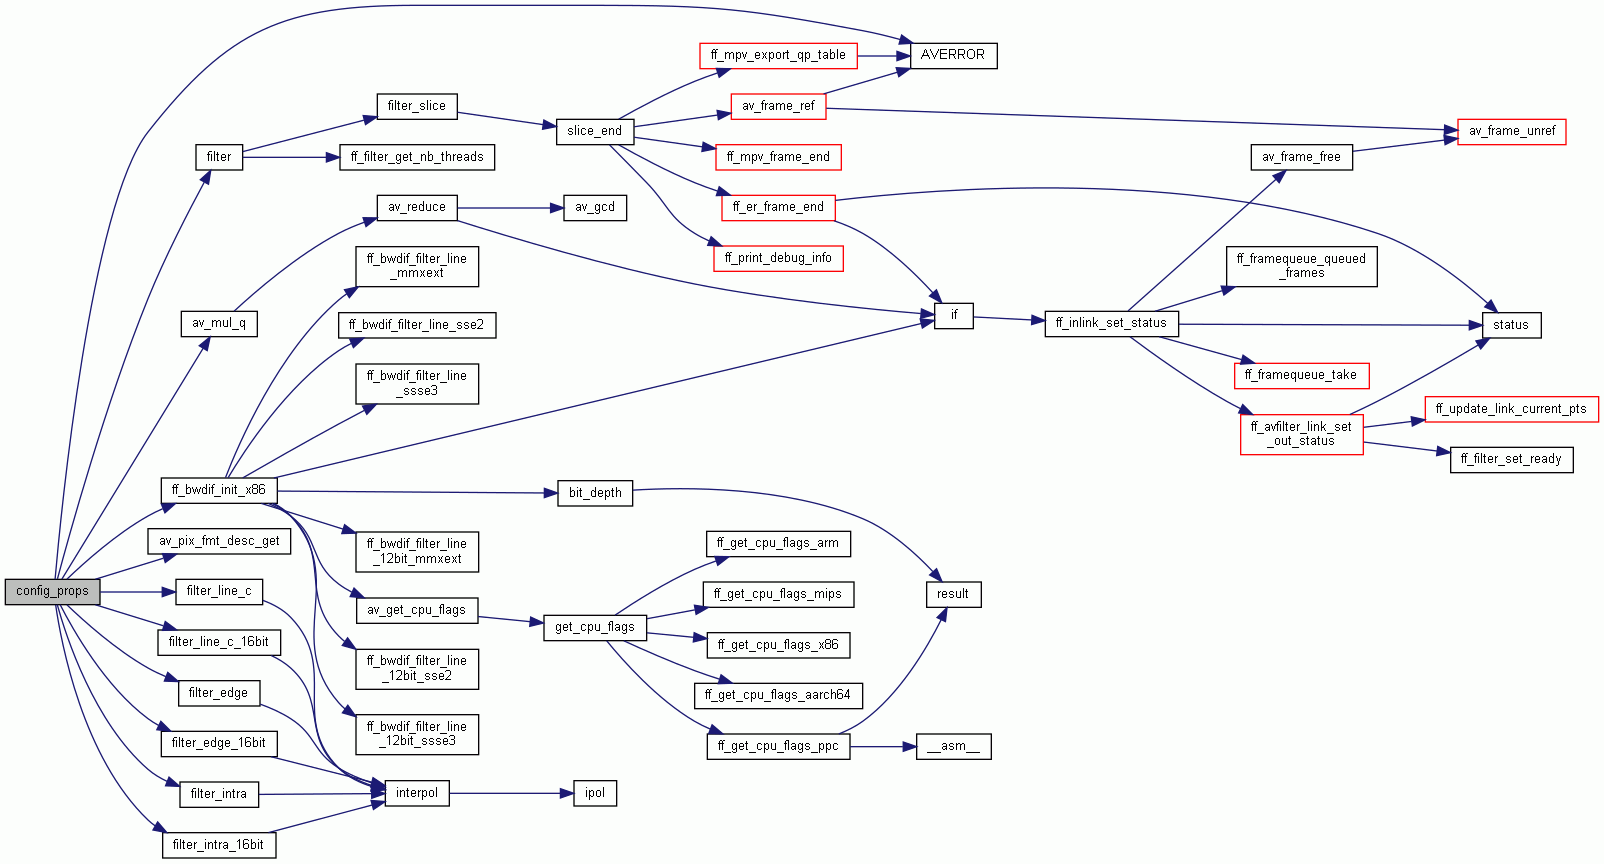 ff_mpv_export_qp_table
AVERROR
filter_slice
av_frame_ref
slice_end
av_frame_unref
filter
ff_filter_get_nb_threads
ff_mpv_frame_end
av_frame_free
av_reduce
av_gcd
ff_er_frame_end
ff_bwdif_filter_line
_mmxext
ff_print_debug_info
ff_framequeue_queued
_frames
av_mul_q
ff_bwdif_filter_line_sse2
if
ff_inlink_set_status
status
ff_bwdif_filter_line
_ssse3
ff_framequeue_take
ff_update_link_current_pts
ff_avfilter_link_set
_out_status
ff_filter_set_ready
ff_bwdif_init_x86
bit_depth
av_pix_fmt_desc_get
ff_bwdif_filter_line
_12bit_mmxext
ff_get_cpu_flags_arm
config_props
filter_line_c
av_get_cpu_flags
ff_get_cpu_flags_mips
result
get_cpu_flags
filter_line_c_16bit
ff_get_cpu_flags_x86
ff_bwdif_filter_line
_12bit_sse2
filter_edge
ff_get_cpu_flags_aarch64
filter_edge_16bit
ff_bwdif_filter_line
_12bit_ssse3
ff_get_cpu_flags_ppc
__asm__
filter_intra
interpol
ipol
filter_intra_16bit